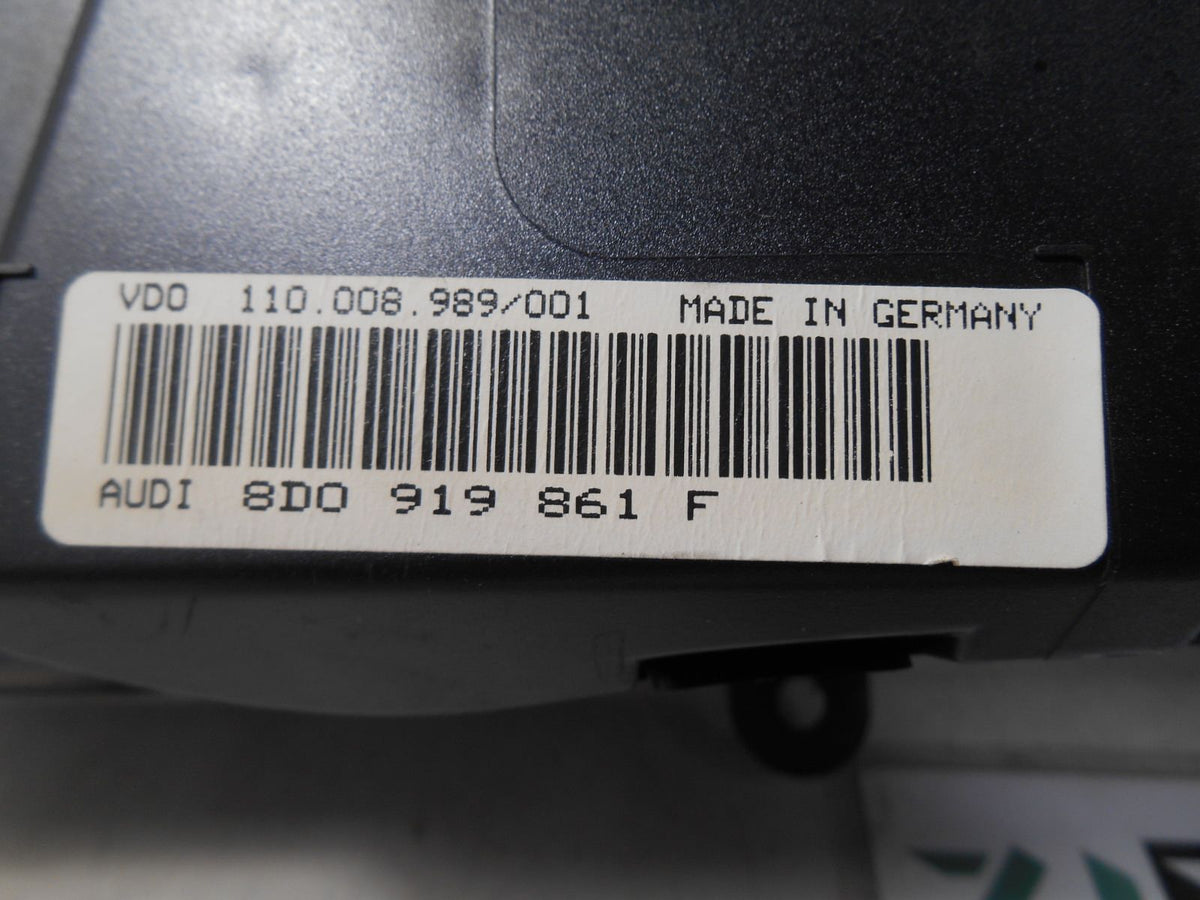 VDO 110.008.989/001 MADE IN GERMANY
AUDI 8D0 919 861 F